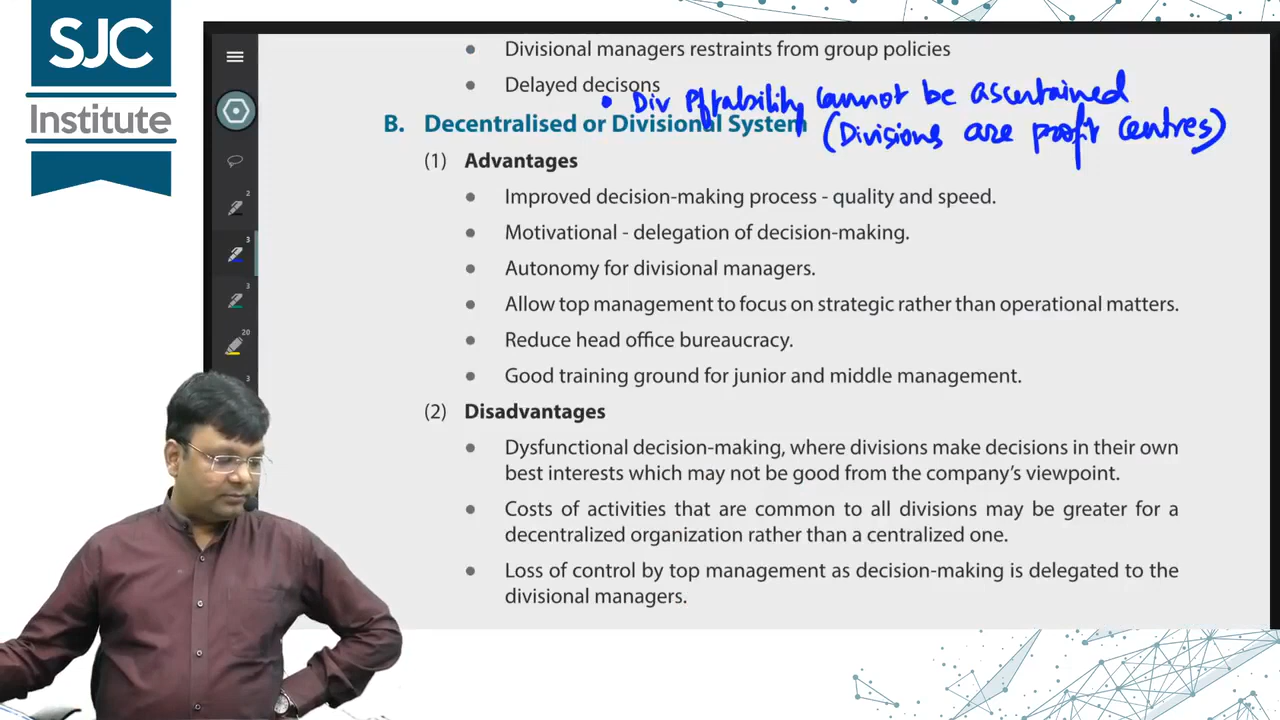 SJC
Institute
• Divisional managers restraints from group policies
• Delayed decisons
• Div Pftability cannot be ascertained
(Divisions are profit centres)
B. Decentralised or Divisional System
(1) Advantages
• Improved decision-making process - quality and speed.
2
• Motivational - delegation of decision-making.
3
• Autonomy for divisional managers.
3
• Allow top management to focus on strategic rather than operational matters.
20
• Reduce head office bureaucracy.
3
• Good training ground for junior and middle management.
(2) Disadvantages
• Dysfunctional decision-making, where divisions make decisions in their own
best interests which may not be good from the company's viewpoint.
• Costs of activities that are common to all divisions may be greater for a
decentralized organization rather than a centralized one.
• Loss of control by top management as decision-making is delegated to the
divisional managers.